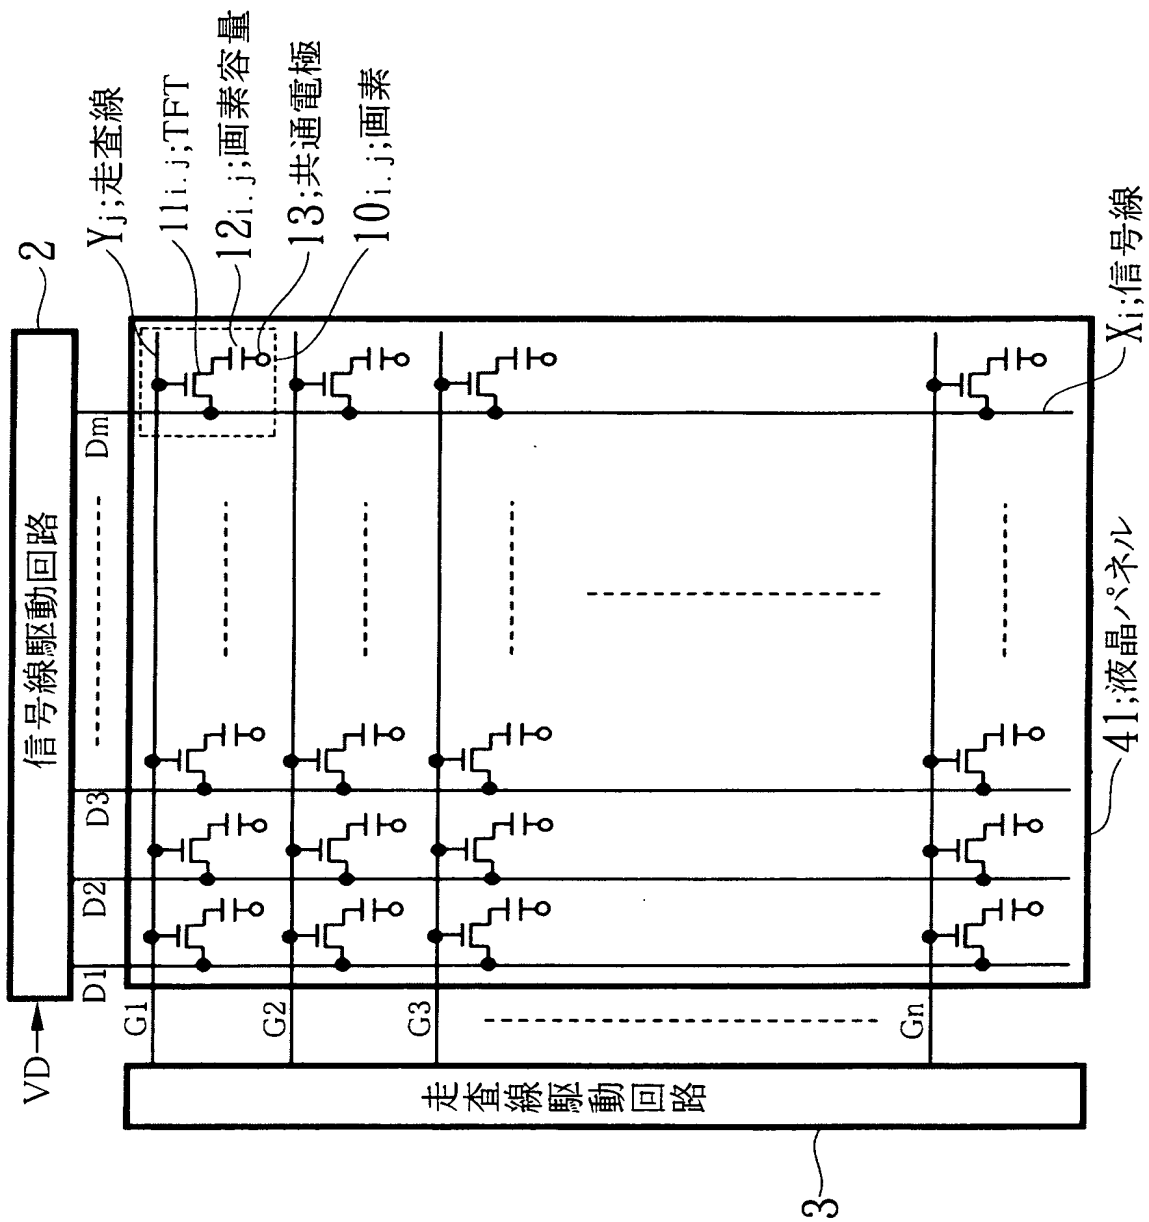 VD
信号線駆動回路
2
D1
D2
D3
Dm
Yj;走査線
11i.j;TFT
12i.j;画素容量
13;共通電極
10i.j;画素
G1
G2
G3
Gn
走査線駆動回路
3
Xi;信号線
41;液晶パネル